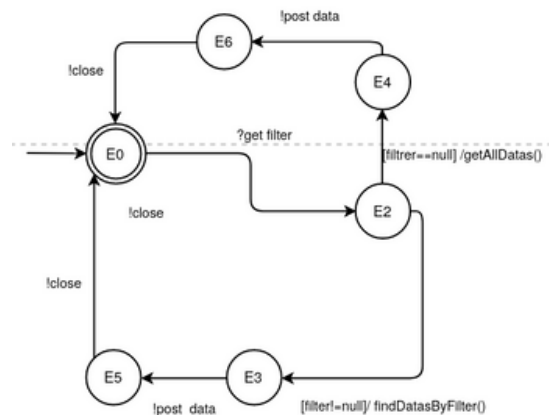 !post data
E6
!close
E4
?get filter
E0
[filtrer==null] /getAllDatas()
E2
!close
!close
E5
E3
!post data
[filter!=null]/ findDatasByFilter()